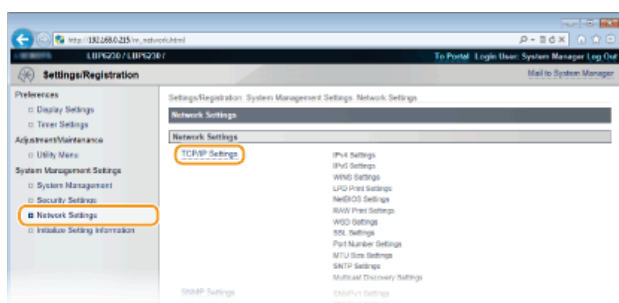 http://192.168.0.215/m_network.html
LBP6230 / LBP6230 /
To Portal Login User: System Manager Log Out
Settings/Registration
Mail to System Manager
Preferences
Display Settings
Timer Settings
Adjustment/Maintenance
Utility Menu
System Management Settings
System Management
Security Settings
Network Settings
Initialize Setting Information
Settings/Registration: System Management Settings: Network Settings
Network Settings
Network Settings
TCP/IP Settings
IPv4 Settings
IPv6 Settings
WINS Settings
LPD Print Settings
NetBIOS Settings
RAW Print Settings
WSD Settings
SSL Settings
Port Number Settings
MTU Size Settings
SNTP Settings
Multicast Discovery Settings
SNMP Settings
SNMPv1 Settings